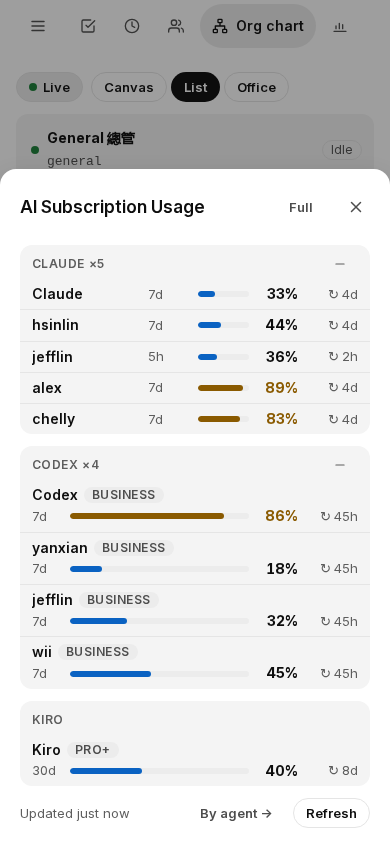 Org chart
Live Canvas List Office
General 總管
general
Idle
AI Subscription Usage Full
CLAUDE ×5
Claude 7d 33% ↻ 4d
hsinlin 7d 44% ↻ 4d
jefflin 5h 36% ↻ 2h
alex 7d 89% ↻ 4d
chelly 7d 83% ↻ 4d
CODEX ×4
Codex BUSINESS
7d 86% ↻ 45h
yanxian BUSINESS
7d 18% ↻ 45h
jefflin BUSINESS
7d 32% ↻ 45h
wii BUSINESS
7d 45% ↻ 45h
KIRO
Kiro PRO+
30d 40% ↻ 8d
Updated just now By agent → Refresh